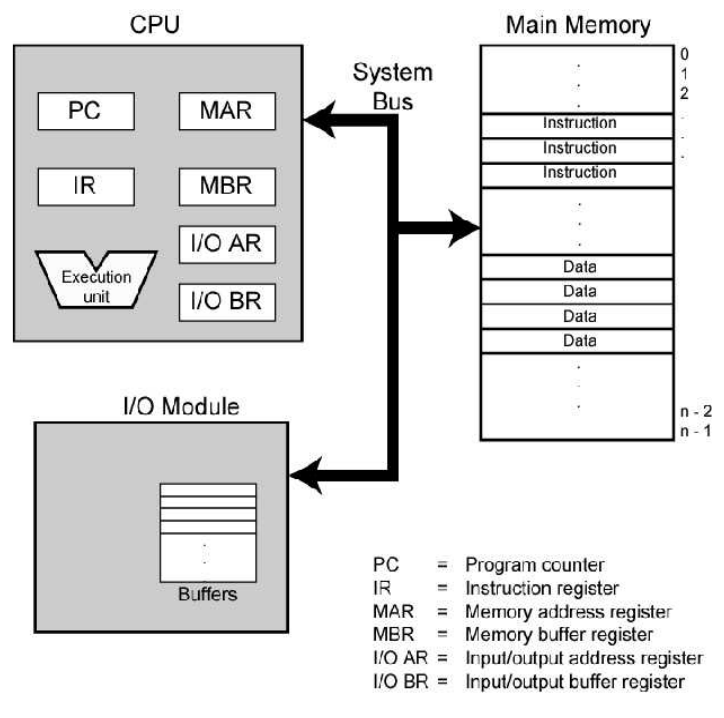 CPU
Main Memory
System
Bus
PC
MAR
IR
MBR
I/O AR
I/O BR
Execution
unit
0
1
2
Instruction
Instruction
Instruction
Data
Data
Data
Data
n - 2
n - 1
I/O Module
Buffers
PC = Program counter
IR = Instruction register
MAR = Memory address register
MBR = Memory buffer register
I/O AR = Input/output address register
I/O BR = Input/output buffer register